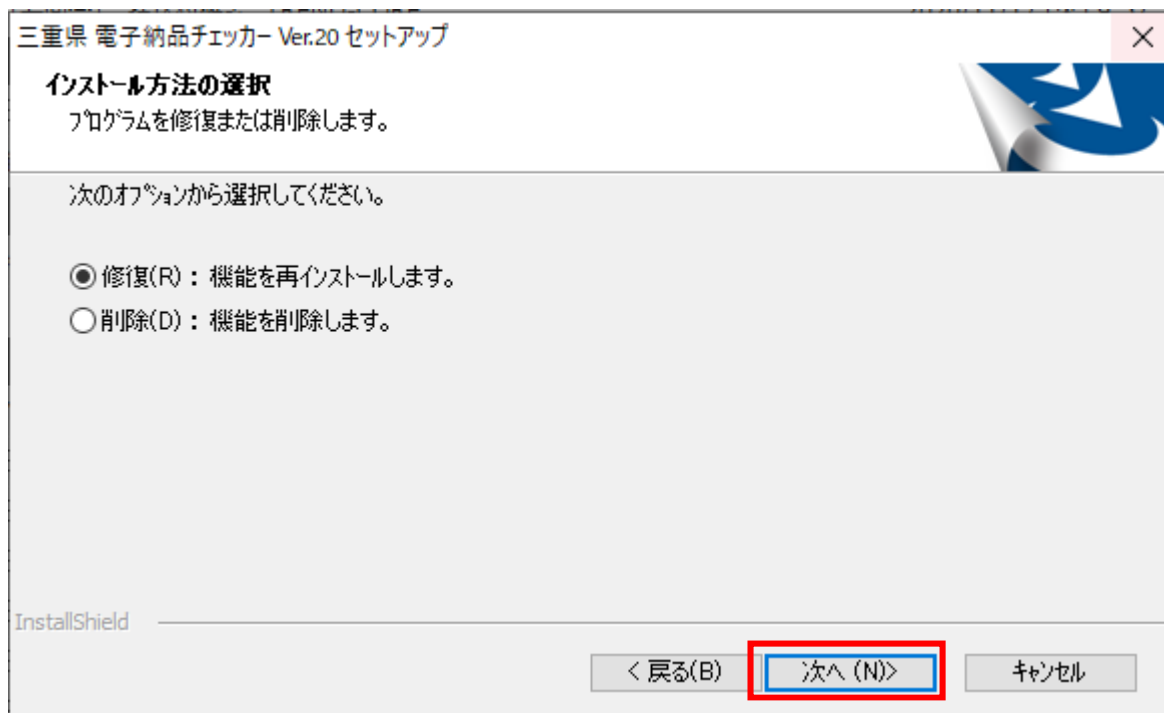 三重県 電子納品チェッカー Ver.20 セットアップ
インストール方法の選択
プログラムを修復または削除します。
次のオプションから選択してください。
修復(R)： 機能を再インストールします。
削除(D)： 機能を削除します。
InstallShield
< 戻る(B)
次へ (N)>
キャンセル